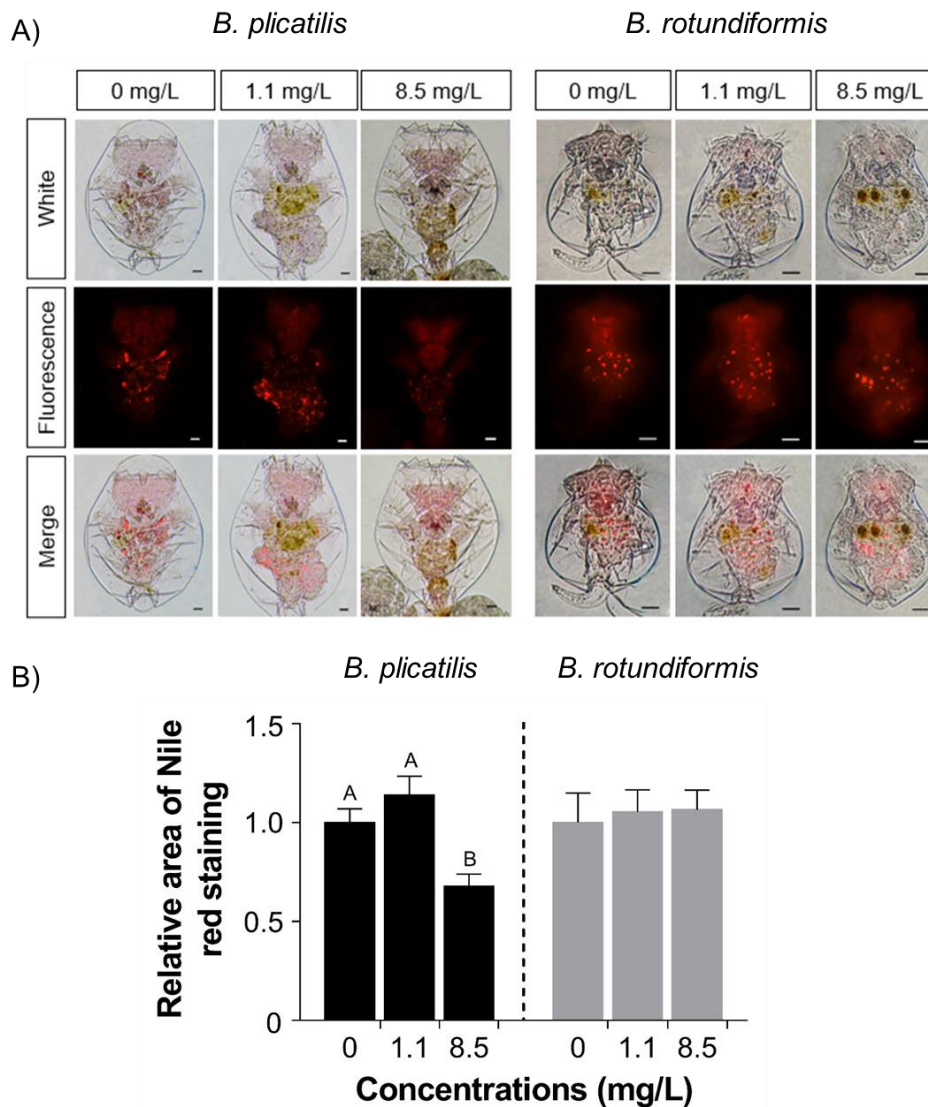 A)
B. plicatilis
B. rotundiformis
0 mg/L
1.1 mg/L
8.5 mg/L
0 mg/L
1.1 mg/L
8.5 mg/L
White
Fluorescence
Merge
B)
B. plicatilis
B. rotundiformis
Relative area of Nile
red staining
1.5
1.0
0.5
0
A
A
B
0
1.1
8.5
0
1.1
8.5
Concentrations (mg/L)